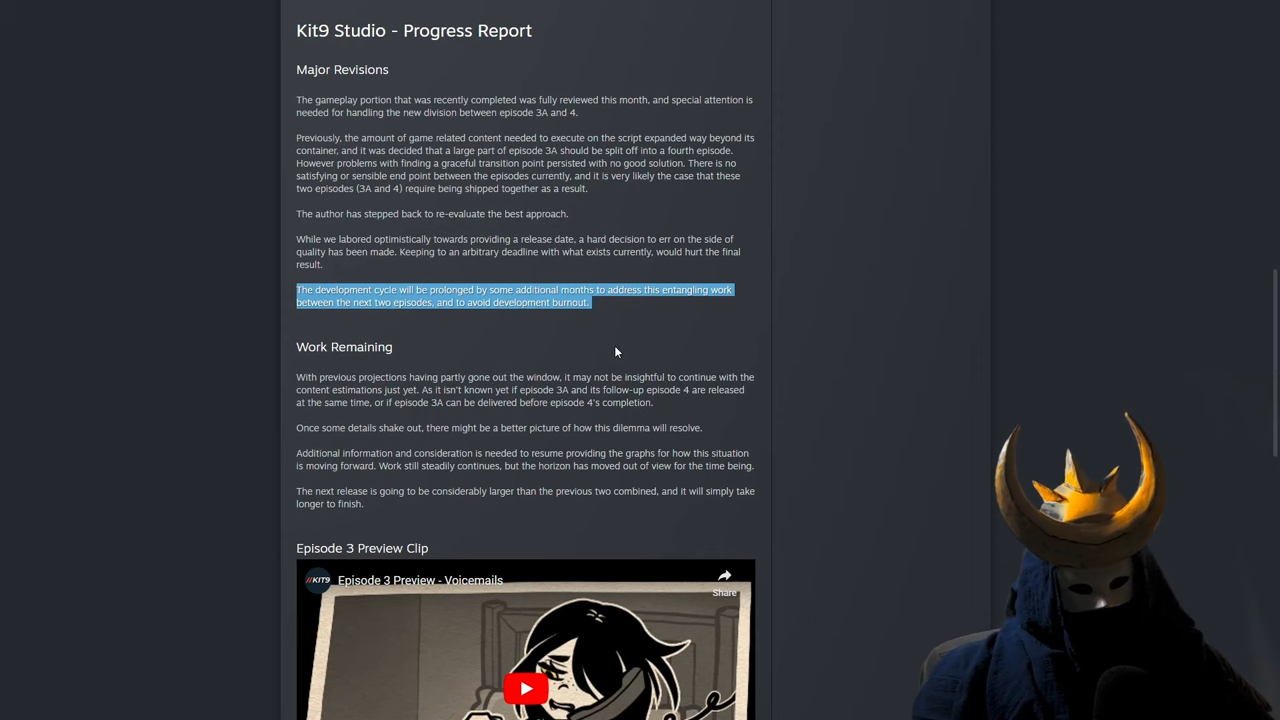 Kit9 Studio - Progress Report
Major Revisions
The gameplay portion that was recently completed was fully reviewed this month, and special attention is
needed for handling the new division between episode 3A and 4.
Previously, the amount of game related content needed to execute on the script expanded way beyond its
container, and it was decided that a large part of episode 3A should be split off into a fourth episode.
However problems with finding a graceful transition point persisted with no good solution. There is no
satisfying or sensible end point between the episodes currently, and it is very likely the case that these
two episodes (3A and 4) require being shipped together as a result.
The author has stepped back to re-evaluate the best approach.
While we labored optimistically towards providing a release date, a hard decision to err on the side of
quality has been made. Keeping to an arbitrary deadline with what exists currently, would hurt the final
result.
The development cycle will be prolonged by some additional months to address this entangling work
between the next two episodes, and to avoid development burnout.
Work Remaining
With previous projections having partly gone out the window, it may not be insightful to continue with the
content estimations just yet. As it isn't known yet if episode 3A and its follow-up episode 4 are released
at the same time, or if episode 3A can be delivered before episode 4's completion.
Once some details shake out, there might be a better picture of how this dilemma will resolve.
Additional information and consideration is needed to resume providing the graphs for how this situation
is moving forward. Work still steadily continues, but the horizon has moved out of view for the time being.
The next release is going to be considerably larger than the previous two combined, and it will simply take
longer to finish.
Episode 3 Preview Clip
//KIT9
Episode 3 Preview - Voicemails
Share